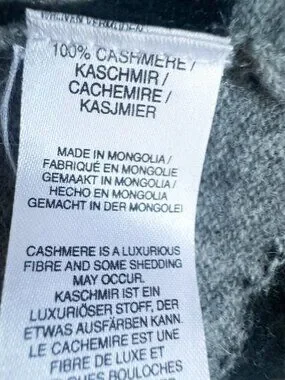 100% CASHMERE /
KASCHMIR /
CACHEMIRE /
KASJMIER
MADE IN MONGOLIA /
FABRIQUÉ EN MONGOLIE
GEMAAKT IN MONGOLIA /
HECHO EN MONGOLIA
GEMACHT IN DER MONGOLEI
CASHMERE IS A LUXURIOUS
FIBRE AND SOME SHEDDING
MAY OCCUR.
KASCHMIR IST EIN
LUXURIÖSER STOFF, DER
ETWAS AUSFÄRBEN KANN.
LE CACHEMIRE EST UNE
FIBRE DE LUXE ET
BOULOCHES